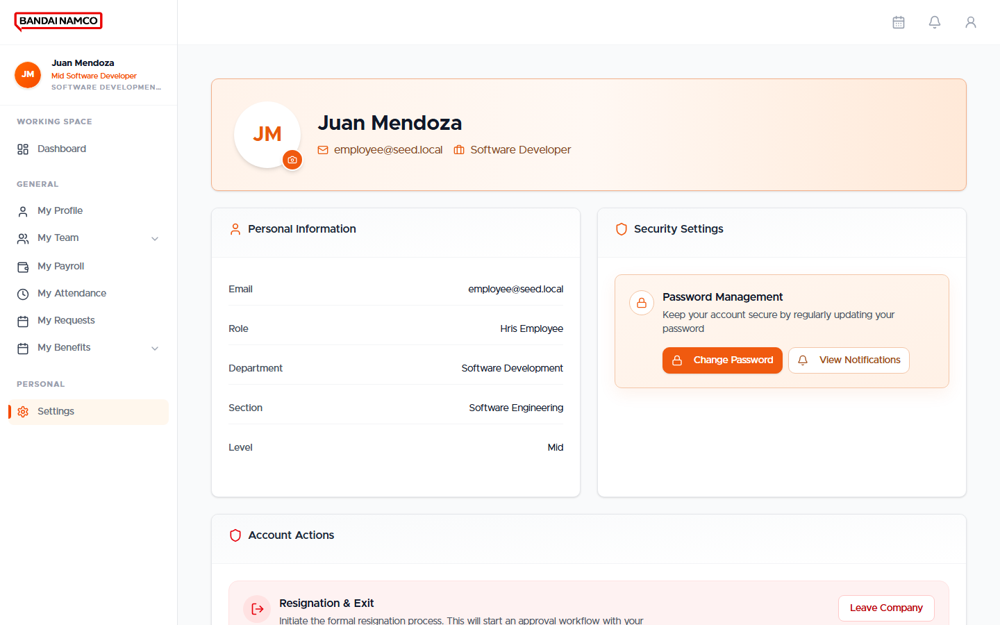 BANDAI NAMCO
JM
Juan Mendoza
Mid Software Developer
SOFTWARE DEVELOPMEN...
WORKING SPACE
Dashboard
GENERAL
My Profile
My Team
My Payroll
My Attendance
My Requests
My Benefits
PERSONAL
Settings
JM
Juan Mendoza
employee@seed.local
Software Developer
Personal Information
Email
employee@seed.local
Role
Hris Employee
Department
Software Development
Section
Software Engineering
Level
Mid
Security Settings
Password Management
Keep your account secure by regularly updating your
password
Change Password
View Notifications
Account Actions
Resignation & Exit
Initiate the formal resignation process. This will start an approval workflow with your
Leave Company